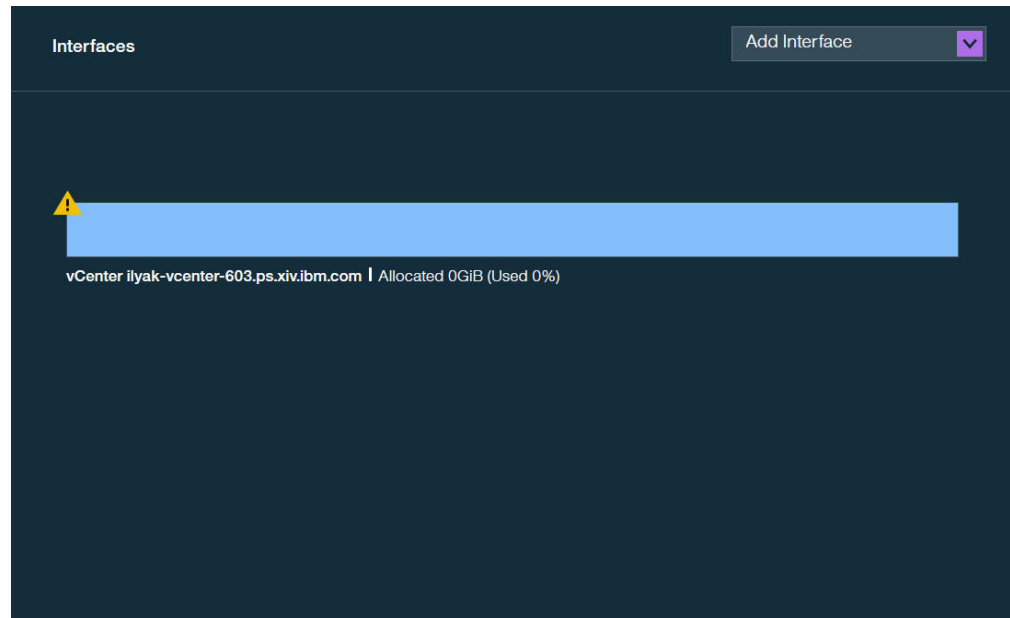 Interfaces
Add Interface
vCenter ilyak-vcenter-603.ps.xiv.ibm.com | Allocated 0GiB (Used 0%)